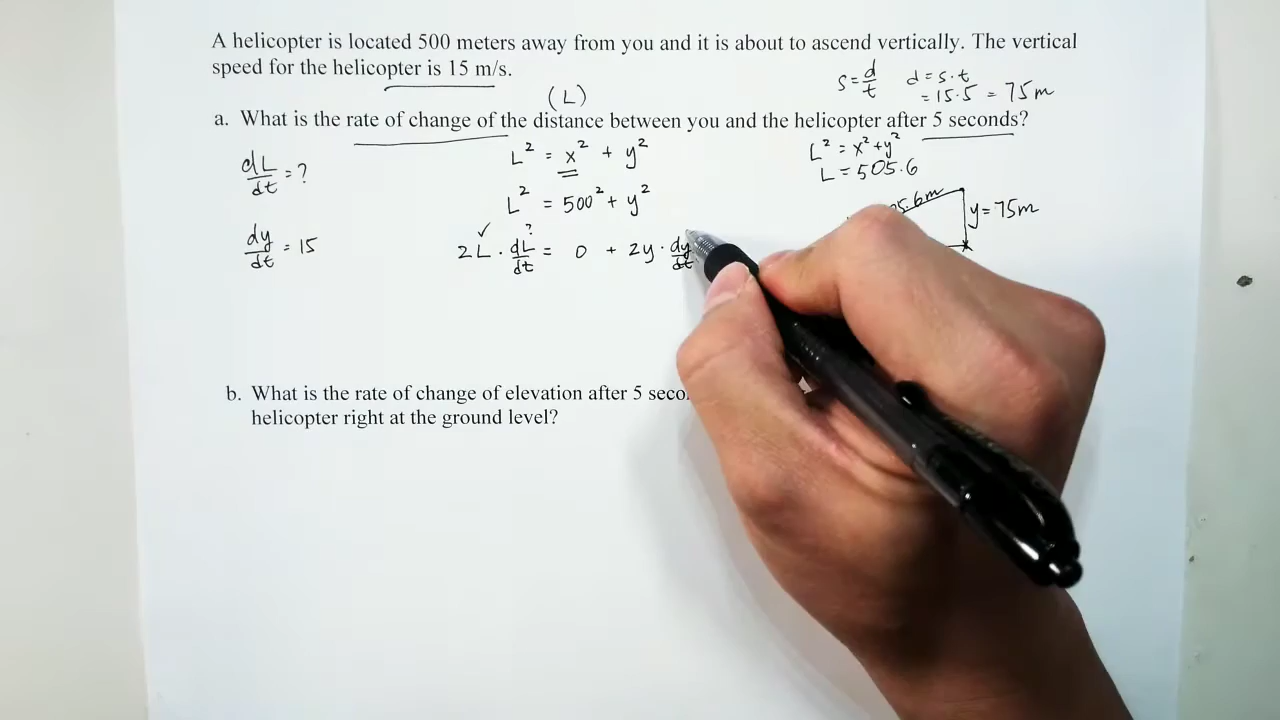 A helicopter is located 500 meters away from you and it is about to ascend vertically. The vertical
speed for the helicopter is 15 m/s.
s = d/t
d = s · t
= 15 · 5 = 75m
(L)
a. What is the rate of change of the distance between you and the helicopter after 5 seconds?
dL/dt = ?
dy/dt = 15
L² = x² + y²
L² = 500² + y²
✓ ?
2L · dL/dt = 0 + 2y · dy/dt
L² = x² + y²
L = 505.6
5.6m
y = 75m
b. What is the rate of change of elevation after 5
helicopter right at the ground level?